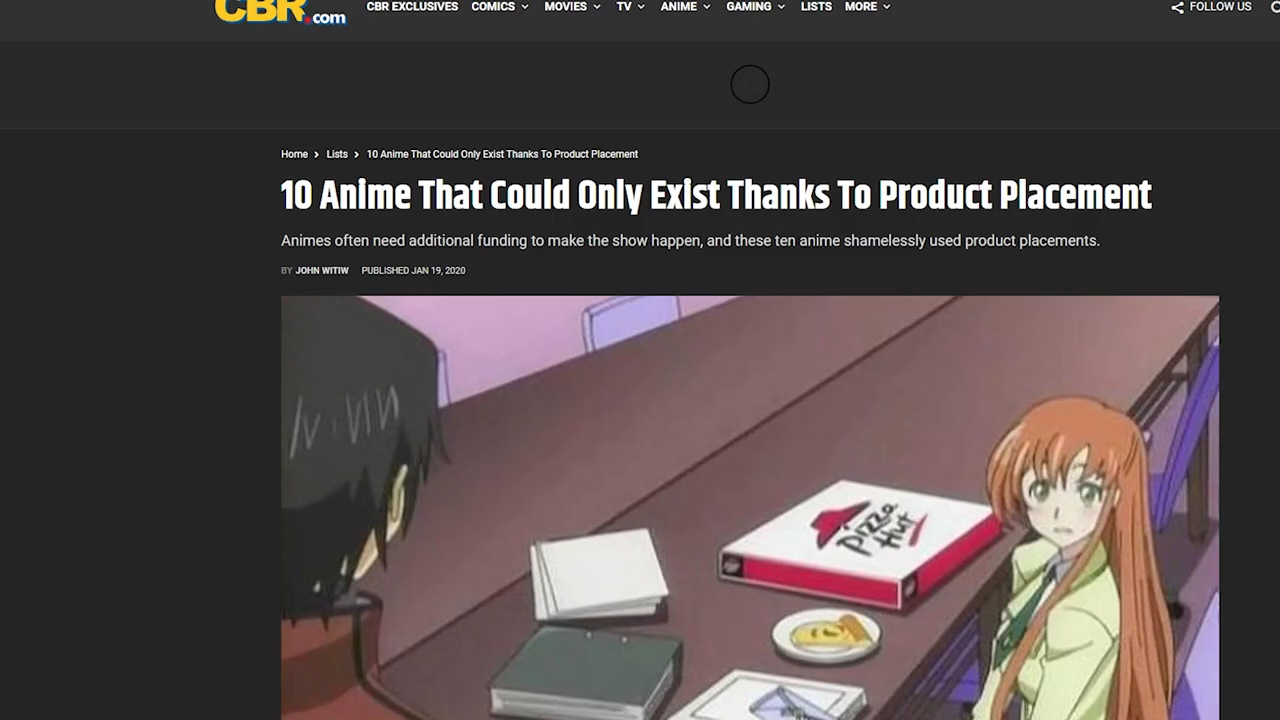 CBR.com
CBR EXCLUSIVES COMICS MOVIES TV ANIME GAMING LISTS MORE FOLLOW US
Home > Lists > 10 Anime That Could Only Exist Thanks To Product Placement
10 Anime That Could Only Exist Thanks To Product Placement
Animes often need additional funding to make the show happen, and these ten anime shamelessly used product placements.
BY JOHN WITIW PUBLISHED JAN 19, 2020
Pizza
Hut